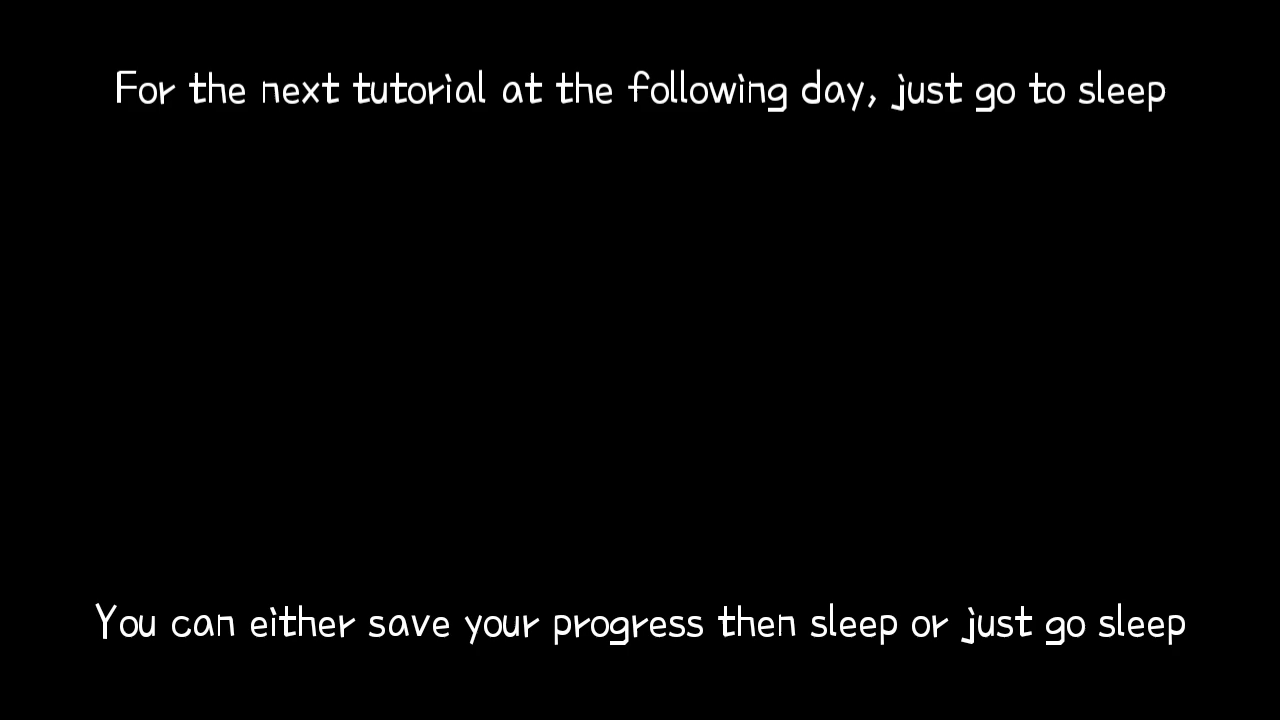 For the next tutorial at the following day, just go to sleep
You can either save your progress then sleep or just go sleep